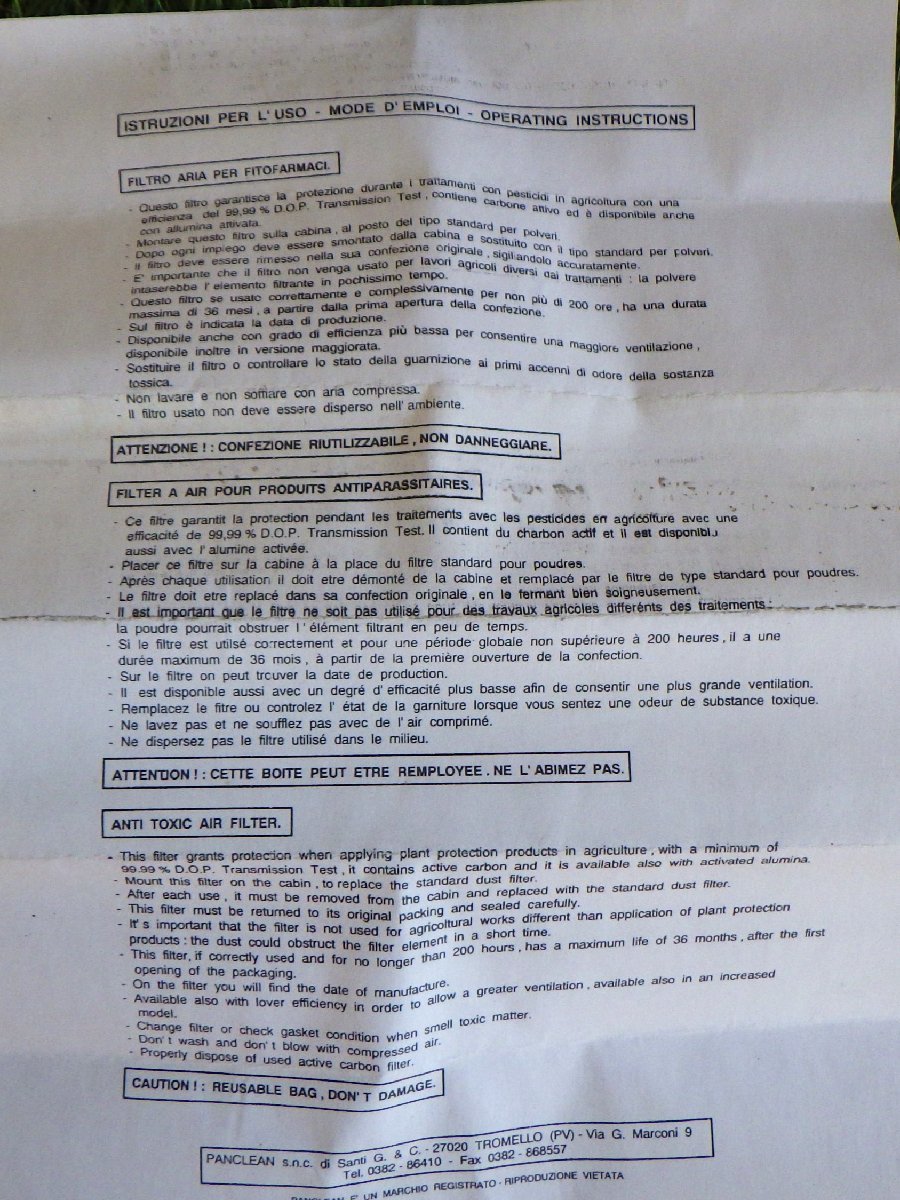 ISTRUZIONI PER L'USO - MODE D'EMPLOI - OPERATING INSTRUCTIONS
FILTRO ARIA PER FITOFARMACI.
- Questo filtro garantisce la protezione durante i trattamenti con pesticidi in agricoltura con una
efficienza del 99,99 % D.O.P. Transmission Test, contiene carbone attivo ed è disponibile anche
con allumina attivata.
- Montare questo filtro sulla cabina, al posto del tipo standard per polveri.
- Dopo ogni impiego deve essere smontato dalla cabina e sostituito con il tipo standard per polveri.
- Il filtro deve essere rimesso nella sua confezione originale, sigillandolo accuratamente.
- E' importante che il filtro non venga usato per lavori agricoli diversi dai trattamenti : la polvere
intaserebbe l'elemento filtrante in pochissimo tempo.
- Questo filtro se usato correttamente e complessivamente per non più di 200 ore, ha una durata
massima di 36 mesi, a partire dalla prima apertura della confezione.
- Sul filtro è indicata la data di produzione.
- Disponibile anche con grado di efficienza più bassa per consentire una maggiore ventilazione,
disponibile inoltre in versione maggiorata.
- Sostituire il filtro o controllare lo stato della guarnizione ai primi accenni di odore della sostanza
tossica.
- Non lavare e non soffiare con aria compressa.
- Il filtro usato non deve essere disperso nell'ambiente.
ATTENZIONE ! : CONFEZIONE RIUTILIZZABILE, NON DANNEGGIARE.
FILTER A AIR POUR PRODUITS ANTIPARASSITAIRES.
- Ce filtre garantit la protection pendant les traitements avec les pesticides en agricolture avec une
efficacité de 99,99 % D.O.P. Transmission Test. Il contient du charbon actif et il est disponible
aussi avec l'alumine activée.
- Placer ce filtre sur la cabine à la place du filtre standard pour poudres.
- Après chaque utilisation il doit etre démonté de la cabine et remplacé par le filtre de type standard pour poudres.
- Le filtre doit etre replacé dans sa confection originale, en le fermant bien soigneusement.
- Il est important que le filtre ne soit pas utilisé pour des travaux agricoles différénts des traitements :
la poudre pourrait obstruer l'élément filtrant en peu de temps.
- Si le filtre est utilsé correctement et pour une période globale non supérieure à 200 heures, il a une
durée maximum de 36 mois, à partir de la première ouverture de la confection.
- Sur le filtre on peut trcuver la date de production.
- Il est disponible aussi avec un degré d'efficacité plus basse afin de consentir une plus grande ventilation.
- Remplacez le fitre ou controlez l' état de la garniture lorsque vous sentez une odeur de substance toxique.
- Ne lavez pas et ne soufflez pas avec de l'air comprimé.
- Ne dispersez pas le filtre utilisé dans le milieu.
ATTENTION ! : CETTE BOITE PEUT ETRE REMPLOYEE. NE L'ABIMEZ PAS.
ANTI TOXIC AIR FILTER.
- This filter grants protection when applying plant protection products in agriculture, with a minimum of
99.99 % D.O.P. Transmission Test, it contains active carbon and it is available also with activated alumina.
- Mount this filter on the cabin, to replace the standard dust filter.
- After each use, it must be removed from the cabin and replaced with the standard dust filter.
- This filter must be returned to its original packing and sealed carefully.
- It's important that the filter is not used for agricoltural works different than application of plant protection
products : the dust could obstruct the filter element in a short time.
- This filter, if correctly used and for no longer than 200 hours, has a maximum life of 36 months, after the first
opening of the packaging.
- On the filter you will find the date of manufacture.
- Available also with lover efficiency in order to allow a greater ventilation, available also in an increased
model.
- Change filter or check gasket condition when smell toxic matter.
- Don't wash and don't blow with compressed air.
- Properly dispose of used active carbon filter.
CAUTION ! : REUSABLE BAG, DON'T DAMAGE.
PANCLEAN s.n.c. di Santi G. & C. - 27020 TROMELLO (PV) - Via G. Marconi 9
Tel. 0382 - 86410 - Fax 0382 - 868557
PANCLEAN E' UN MARCHIO REGISTRATO - RIPRODUZIONE VIETATA